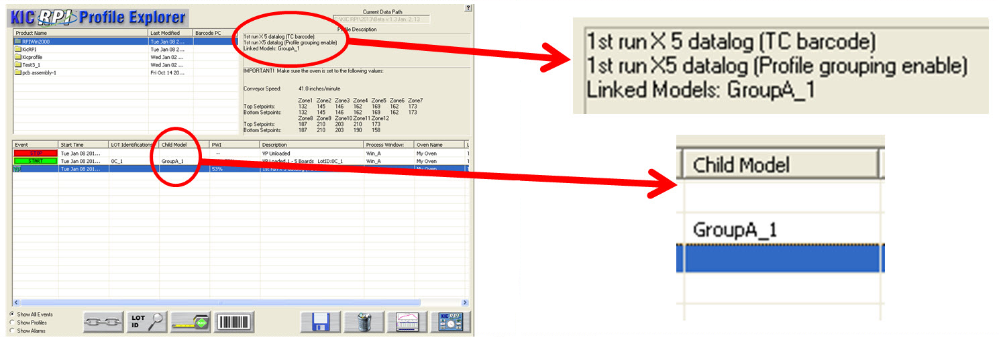 KIC RPI Profile Explorer
?
Current Data Path
C:\KIC RPI\2013\Beta v.1.3 Jan. 2, 13
Profile Description
Product Name Last Modified Barcode PC
RPIWin2000 Tue Jan 08 2...
KicRPI Tue Jan 08 2...
Kicprofile Wed Jan 02 ...
Test3_1 Wed Jan 02 ...
pcb assembly-1 Fri Oct 14 20...
1st run X 5 datalog (TC barcode)
1st run X5 datalog (Profile grouping enable)
Linked Models: GroupA_1
IMPORTANT! Make sure the oven is set to the following values:
Conveyor Speed: 41.0 inches/minute
Zone1 Zone2 Zone3 Zone4 Zone5 Zone6 Zone7
Top Setpoints: 132 145 146 162 169 162 173
Bottom Setpoints: 132 145 146 162 169 162 173
Zone8 Zone9 Zone10 Zone11 Zone12
Top Setpoints: 187 210 203 210 173
Bottom Setpoints: 187 210 203 190 158
Event Start Time LOT Identifications Child Model PWI Description Process Window: Oven Name L
STOP Tue Jan 08 201... -- VP Unloaded Win_A My Oven T
START Tue Jan 08 201... 0C_1 GroupA_1 VP Loaded, 1 - 5 Boards LotID:0C_1 Win_A My Oven T
VP Tue Jan 08 201... 53% 1st run X 5 datalog My Oven T
Show All Events
Show Profiles
Show Alarms
LOT ID
KIC RPI
1st run X 5 datalog (TC barcode)
1st run X5 datalog (Profile grouping enable)
Linked Models: GroupA_1
Child Model
GroupA_1